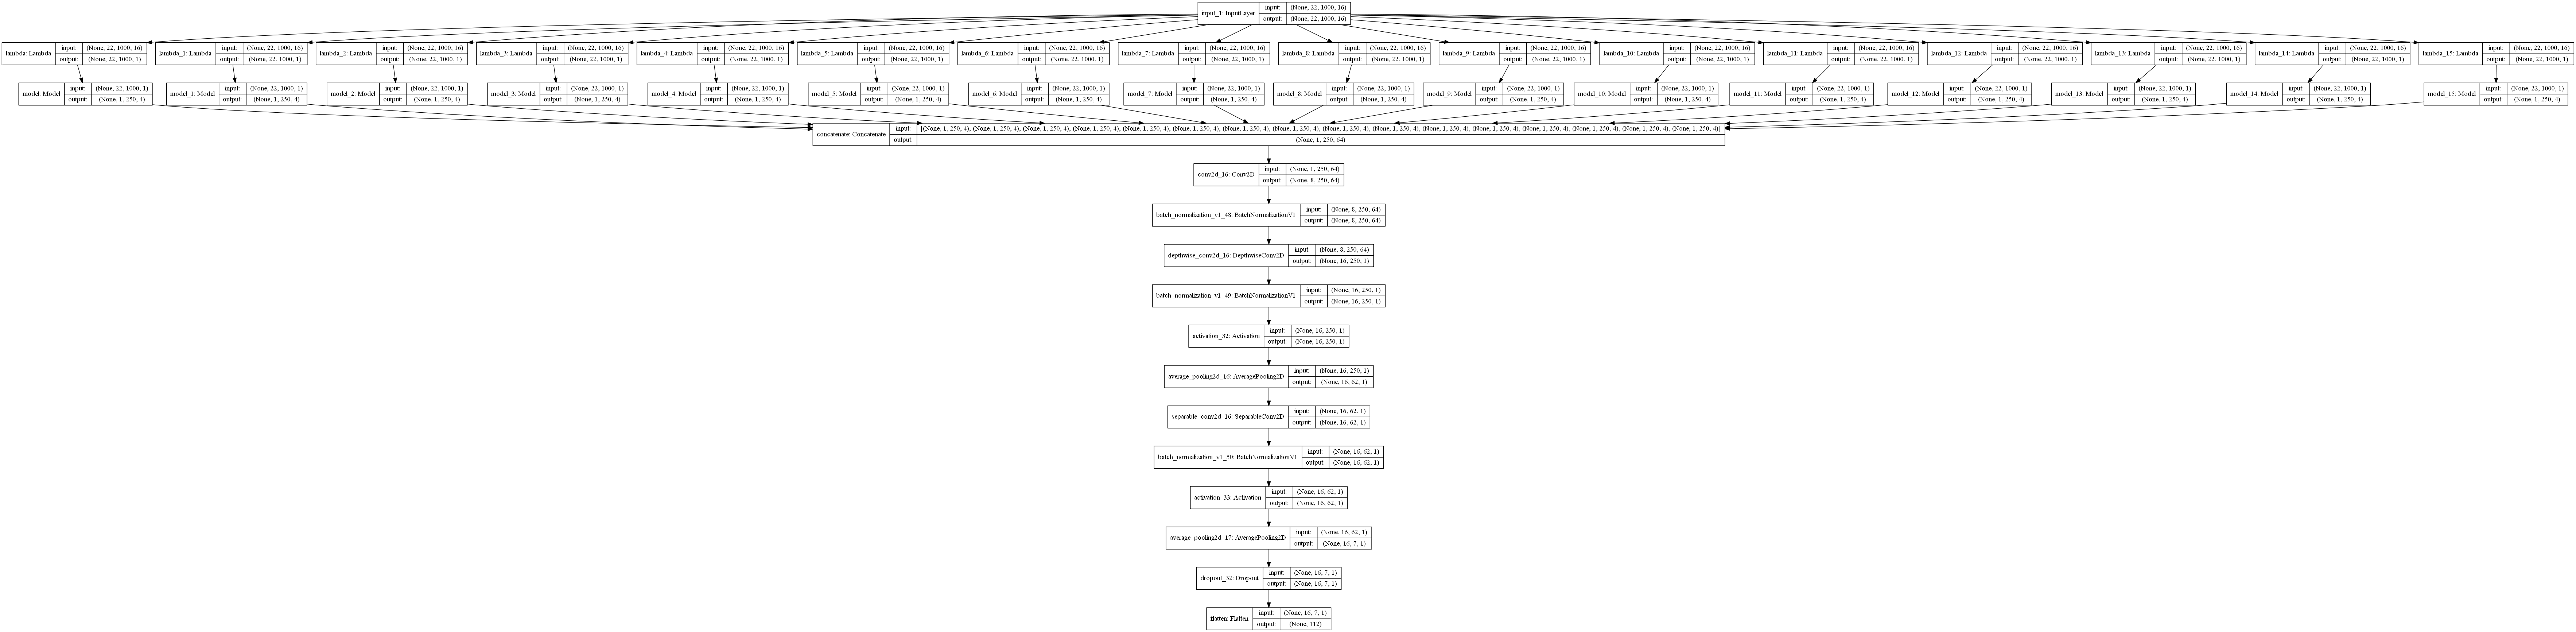 input_1: InputLayer input: (None, 22, 1000, 16)
output: (None, 22, 1000, 16)
lambda: Lambda input: (None, 22, 1000, 16)
output: (None, 22, 1000, 1)
lambda_1: Lambda input: (None, 22, 1000, 16)
output: (None, 22, 1000, 1)
lambda_2: Lambda input: (None, 22, 1000, 16)
output: (None, 22, 1000, 1)
lambda_3: Lambda input: (None, 22, 1000, 16)
output: (None, 22, 1000, 1)
lambda_4: Lambda input: (None, 22, 1000, 16)
output: (None, 22, 1000, 1)
lambda_5: Lambda input: (None, 22, 1000, 16)
output: (None, 22, 1000, 1)
lambda_6: Lambda input: (None, 22, 1000, 16)
output: (None, 22, 1000, 1)
lambda_7: Lambda input: (None, 22, 1000, 16)
output: (None, 22, 1000, 1)
lambda_8: Lambda input: (None, 22, 1000, 16)
output: (None, 22, 1000, 1)
lambda_9: Lambda input: (None, 22, 1000, 16)
output: (None, 22, 1000, 1)
lambda_10: Lambda input: (None, 22, 1000, 16)
output: (None, 22, 1000, 1)
lambda_11: Lambda input: (None, 22, 1000, 16)
output: (None, 22, 1000, 1)
lambda_12: Lambda input: (None, 22, 1000, 16)
output: (None, 22, 1000, 1)
lambda_13: Lambda input: (None, 22, 1000, 16)
output: (None, 22, 1000, 1)
lambda_14: Lambda input: (None, 22, 1000, 16)
output: (None, 22, 1000, 1)
lambda_15: Lambda input: (None, 22, 1000, 16)
output: (None, 22, 1000, 1)
model: Model input: (None, 22, 1000, 1)
output: (None, 1, 250, 4)
model_1: Model input: (None, 22, 1000, 1)
output: (None, 1, 250, 4)
model_2: Model input: (None, 22, 1000, 1)
output: (None, 1, 250, 4)
model_3: Model input: (None, 22, 1000, 1)
output: (None, 1, 250, 4)
model_4: Model input: (None, 22, 1000, 1)
output: (None, 1, 250, 4)
model_5: Model input: (None, 22, 1000, 1)
output: (None, 1, 250, 4)
model_6: Model input: (None, 22, 1000, 1)
output: (None, 1, 250, 4)
model_7: Model input: (None, 22, 1000, 1)
output: (None, 1, 250, 4)
model_8: Model input: (None, 22, 1000, 1)
output: (None, 1, 250, 4)
model_9: Model input: (None, 22, 1000, 1)
output: (None, 1, 250, 4)
model_10: Model input: (None, 22, 1000, 1)
output: (None, 1, 250, 4)
model_11: Model input: (None, 22, 1000, 1)
output: (None, 1, 250, 4)
model_12: Model input: (None, 22, 1000, 1)
output: (None, 1, 250, 4)
model_13: Model input: (None, 22, 1000, 1)
output: (None, 1, 250, 4)
model_14: Model input: (None, 22, 1000, 1)
output: (None, 1, 250, 4)
model_15: Model input: (None, 22, 1000, 1)
output: (None, 1, 250, 4)
concatenate: Concatenate input: [(None, 1, 250, 4), (None, 1, 250, 4), (None, 1, 250, 4), (None, 1, 250, 4), (None, 1, 250, 4), (None, 1, 250, 4), (None, 1, 250, 4), (None, 1, 250, 4), (None, 1, 250, 4), (None, 1, 250, 4), (None, 1, 250, 4), (None, 1, 250, 4), (None, 1, 250, 4), (None, 1, 250, 4), (None, 1, 250, 4), (None, 1, 250, 4)]
output: (None, 1, 250, 64)
conv2d_16: Conv2D input: (None, 1, 250, 64)
output: (None, 8, 250, 64)
batch_normalization_v1_48: BatchNormalizationV1 input: (None, 8, 250, 64)
output: (None, 8, 250, 64)
depthwise_conv2d_16: DepthwiseConv2D input: (None, 8, 250, 64)
output: (None, 16, 250, 1)
batch_normalization_v1_49: BatchNormalizationV1 input: (None, 16, 250, 1)
output: (None, 16, 250, 1)
activation_32: Activation input: (None, 16, 250, 1)
output: (None, 16, 250, 1)
average_pooling2d_16: AveragePooling2D input: (None, 16, 250, 1)
output: (None, 16, 62, 1)
separable_conv2d_16: SeparableConv2D input: (None, 16, 62, 1)
output: (None, 16, 62, 1)
batch_normalization_v1_50: BatchNormalizationV1 input: (None, 16, 62, 1)
output: (None, 16, 62, 1)
activation_33: Activation input: (None, 16, 62, 1)
output: (None, 16, 62, 1)
average_pooling2d_17: AveragePooling2D input: (None, 16, 62, 1)
output: (None, 16, 7, 1)
dropout_32: Dropout input: (None, 16, 7, 1)
output: (None, 16, 7, 1)
flatten: Flatten input: (None, 16, 7, 1)
output: (None, 112)